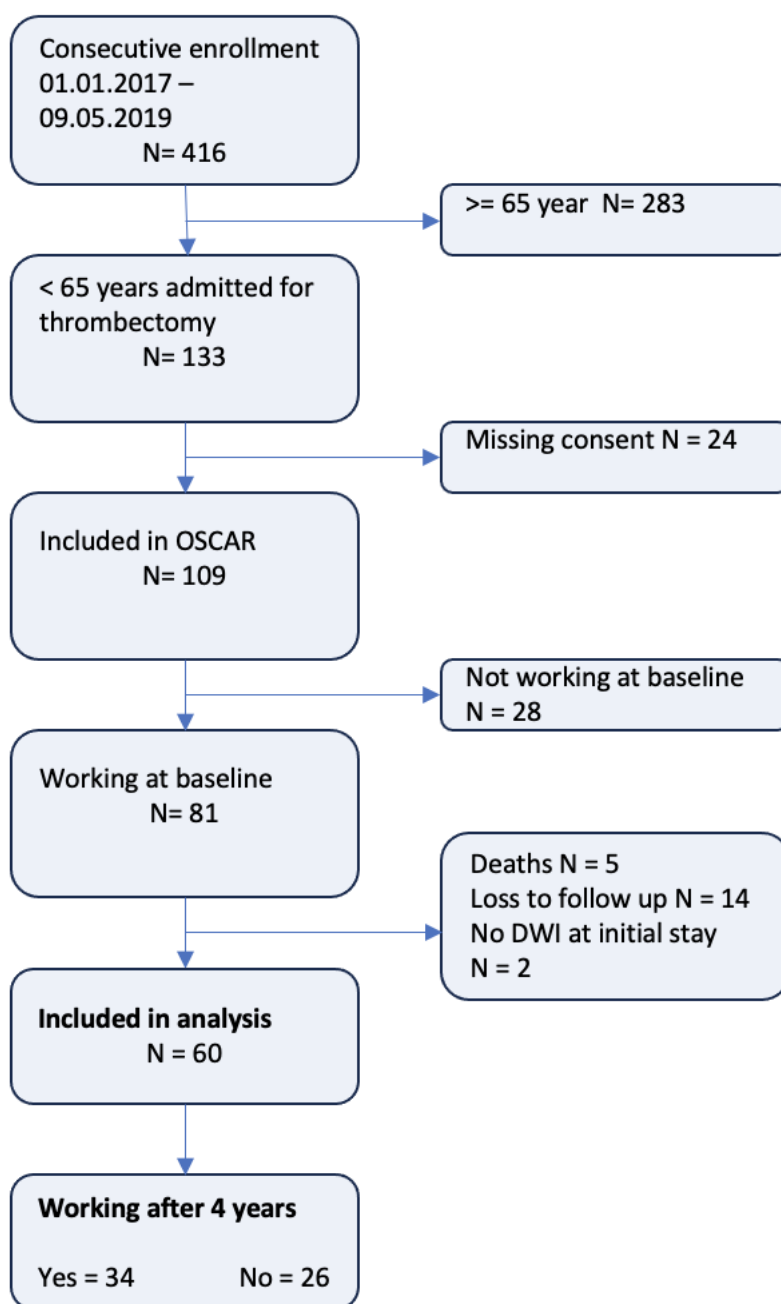 Consecutive enrollment
01.01.2017 –
09.05.2019
N= 416
>= 65 year N= 283
< 65 years admitted for
thrombectomy
N= 133
Missing consent N = 24
Included in OSCAR
N= 109
Not working at baseline
N = 28
Working at baseline
N= 81
Deaths N = 5
Loss to follow up N = 14
No DWI at initial stay
N = 2
Included in analysis
N = 60
Working after 4 years
Yes = 34 No = 26